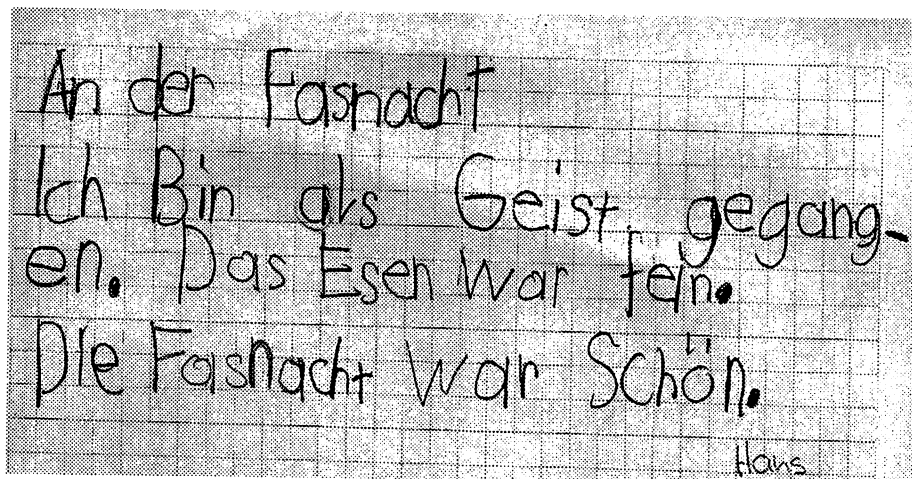 An der Fasnacht
Ich Bin als Geist gegang-
en. Das Esen War fein.
DIe Fasnacht War Schön.
Hans